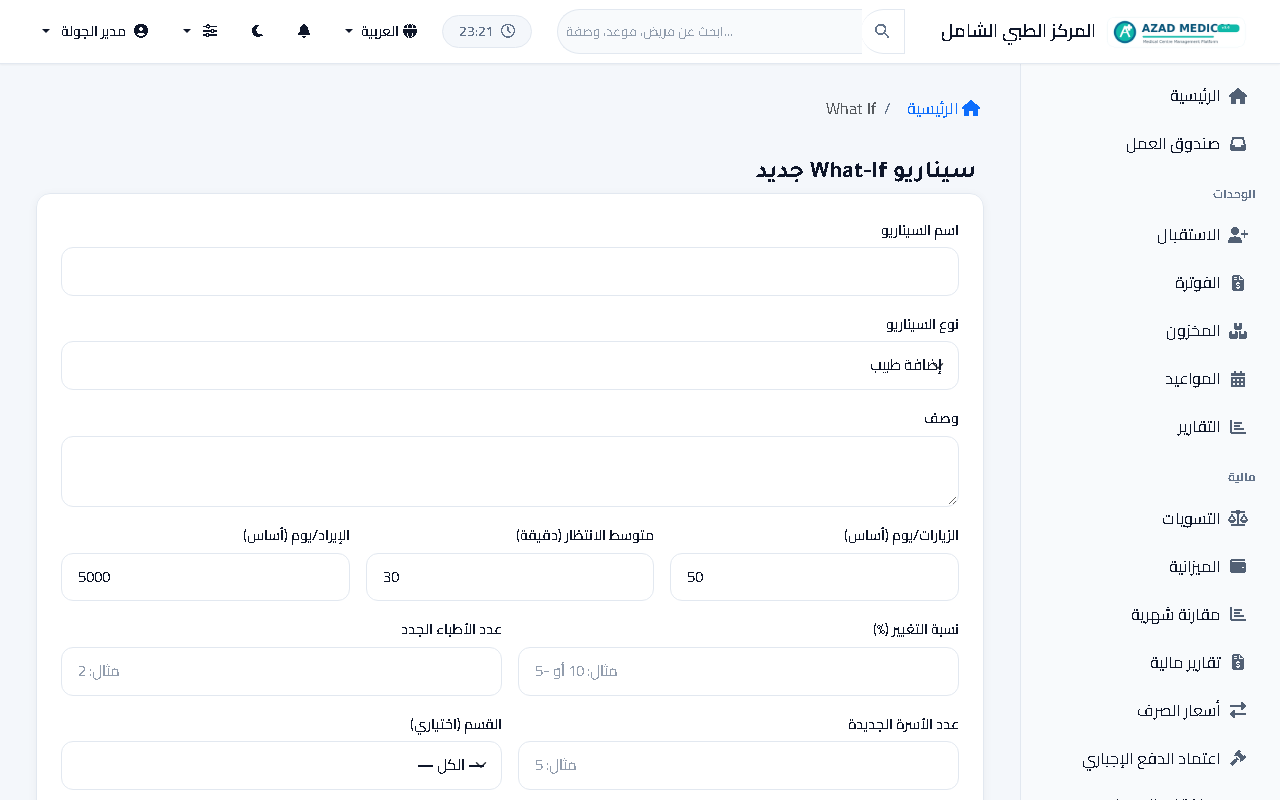 AZAD MEDIC
Medical Centre Management Platform
المركز الطبي الشامل
ابحث عن مريض، موعد، وصفة...
23:21
العربية
مدير الجولة
الرئيسية
صندوق العمل
الوحدات
الاستقبال
الفوترة
المخزون
المواعيد
التقارير
مالية
التسويات
الميزانية
مقارنة شهرية
تقارير مالية
أسعار الصرف
اعتماد الدفع الإجباري
الرئيسية / What If
سيناريو What-If جديد
اسم السيناريو
نوع السيناريو
إضافة طبيب
وصف
الزيارات/يوم (أساس)
متوسط الانتظار (دقيقة)
الإيراد/يوم (أساس)
50
30
5000
نسبة التغيير (%)
عدد الأطباء الجدد
مثال: 10 أو -5
مثال: 2
عدد الأسرة الجديدة
القسم (اختياري)
مثال: 5
— الكل —